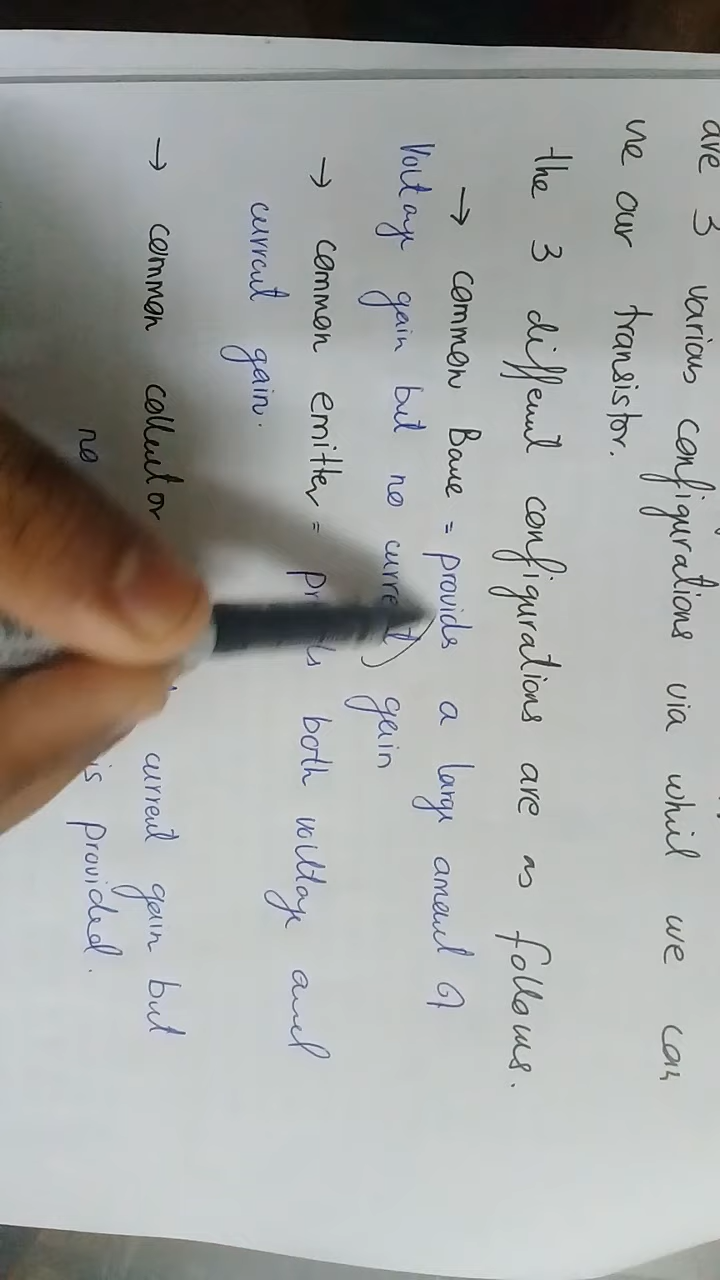 are 3 various configurations via which we can
use our transistor.
the 3 different configurations are as follows.
→ common Base = provids a large amount of
Voltage gain but no current gain
→ common emitter = both voltage and
current gain.
→ common collector current gain but
no is provided.